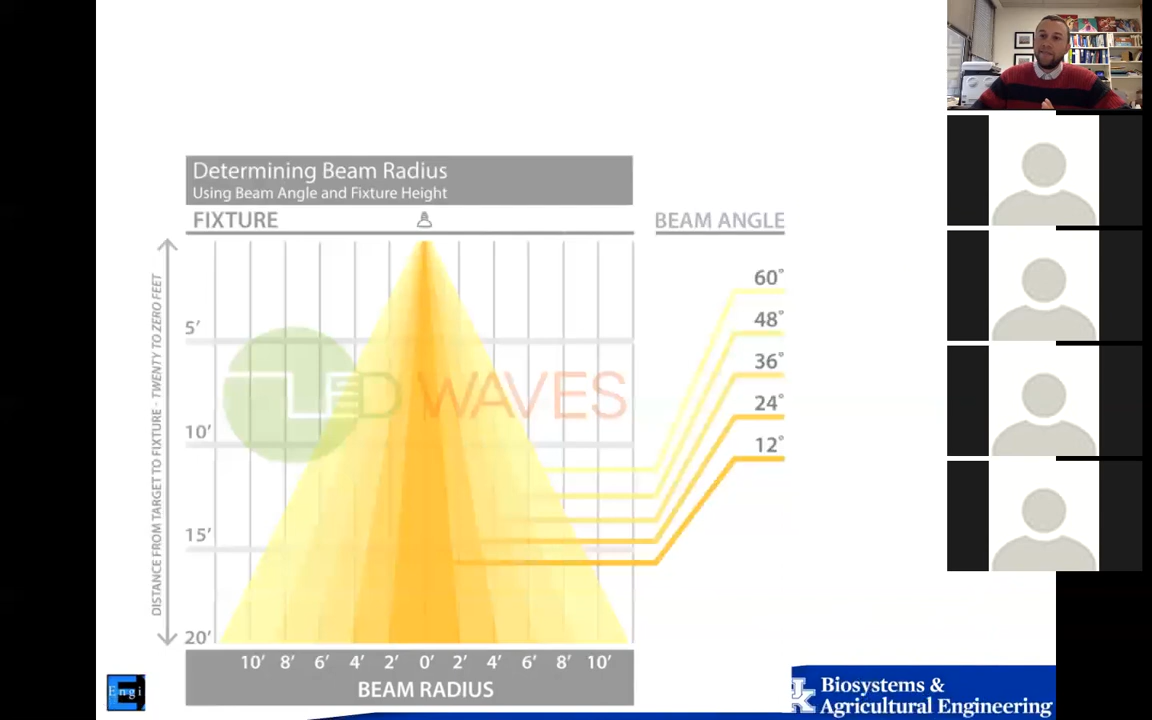 Determining Beam Radius
Using Beam Angle and Fixture Height
FIXTURE
BEAM ANGLE
DISTANCE FROM TARGET TO FIXTURE - TWENTY TO ZERO FEET
60°
48°
36°
24°
12°
5'
10'
15'
20'
LED WAVES
10' 8' 6' 4' 2' 0' 2' 4' 6' 8' 10'
BEAM RADIUS
Engi
UK
Biosystems &
Agricultural Engineering